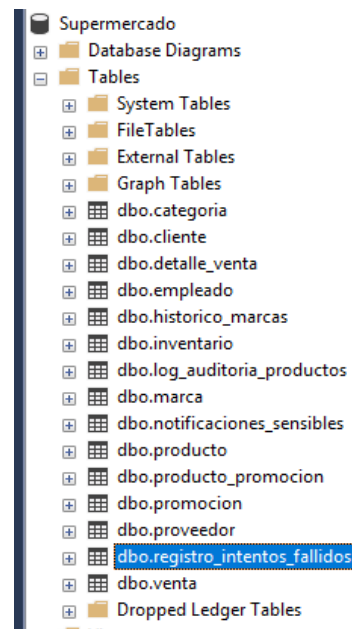 Supermercado
Database Diagrams
Tables
System Tables
FileTables
External Tables
Graph Tables
dbo.categoria
dbo.cliente
dbo.detalle_venta
dbo.empleado
dbo.historico_marcas
dbo.inventario
dbo.log_auditoria_productos
dbo.marca
dbo.notificaciones_sensibles
dbo.producto
dbo.producto_promocion
dbo.promocion
dbo.proveedor
dbo.registro_intentos_fallidos
dbo.venta
Dropped Ledger Tables